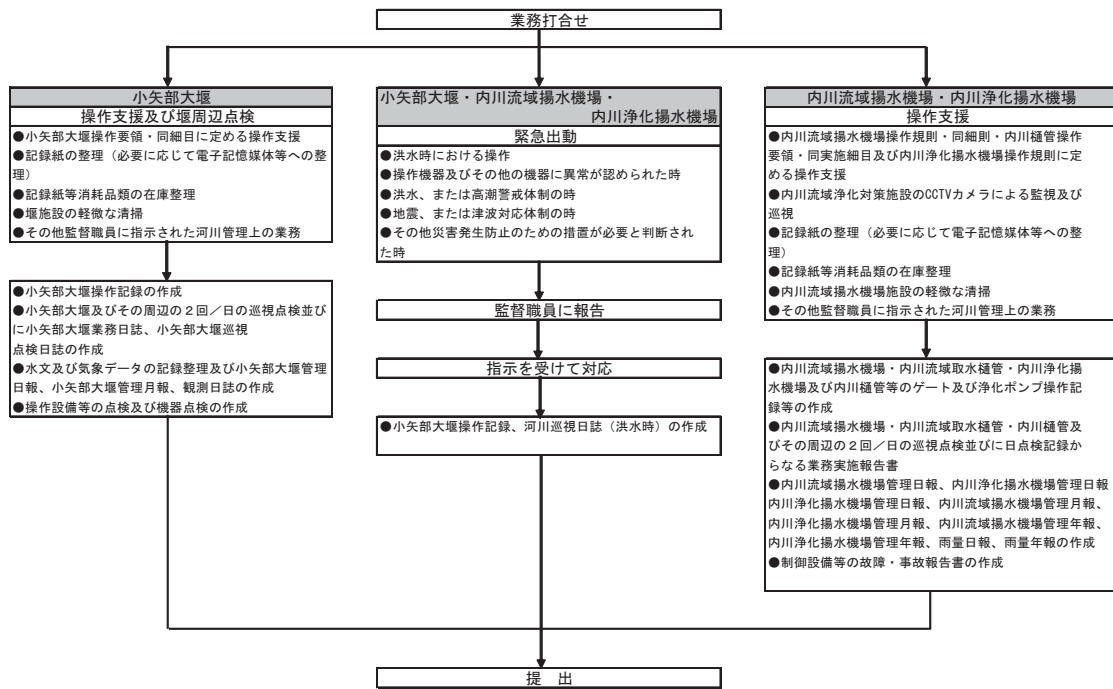 業務打合せ
小矢部大堰
操作支援及び堰周辺点検
●小矢部大堰操作要領・同細目に定める操作支援
●記録紙の整理（必要に応じて電子記憶媒体等への整
理）
●記録紙等消耗品類の在庫整理
●堰施設の軽微な清掃
●その他監督職員に指示された河川管理上の業務
●小矢部大堰操作記録の作成
●小矢部大堰及びその周辺の２回／日の巡視点検並び
に小矢部大堰業務日誌、小矢部大堰巡視
点検日誌の作成
●水文及び気象データの記録整理及び小矢部大堰管理
日報、小矢部大堰管理月報、観測日誌の作成
●操作設備等の点検及び機器点検の作成
小矢部大堰・内川流域揚水機場・
内川浄化揚水機場
緊急出動
●洪水時における操作
●操作機器及びその他の機器に異常が認められた時
●洪水、または高潮警戒体制の時
●地震、または津波対応体制の時
●その他災害発生防止のための措置が必要と判断され
た時
監督職員に報告
指示を受けて対応
●小矢部大堰操作記録、河川巡視日誌（洪水時）の作成
内川流域揚水機場・内川浄化揚水機場
操作支援
●内川流域揚水機場操作規則・同細則・内川樋管操作
要領・同実施細目及び内川浄化揚水機場操作規則に定
める操作支援
●内川流域浄化対策施設のCCTVカメラによる監視及び
巡視
●記録紙の整理（必要に応じて電子記憶媒体等への整
理）
●記録紙等消耗品類の在庫整理
●内川流域揚水機場施設の軽微な清掃
●その他監督職員に指示された河川管理上の業務
●内川流域揚水機場・内川流域取水樋管・内川浄化揚
水機場及び内川樋管等のゲート及び浄化ポンプ操作記
録等の作成
●内川流域揚水機場・内川流域取水樋管・内川樋管及
びその周辺の２回／日の巡視点検並びに日点検記録か
らなる業務実施報告書
●内川流域揚水機場管理日報、内川浄化揚水機場管理日報
内川浄化揚水機場管理日報、内川流域揚水機場管理月報、
内川浄化揚水機場管理月報、内川流域揚水機場管理年報、
内川浄化揚水機場管理年報、雨量日報、雨量年報の作成
●制御設備等の故障・事故報告書の作成
提　出